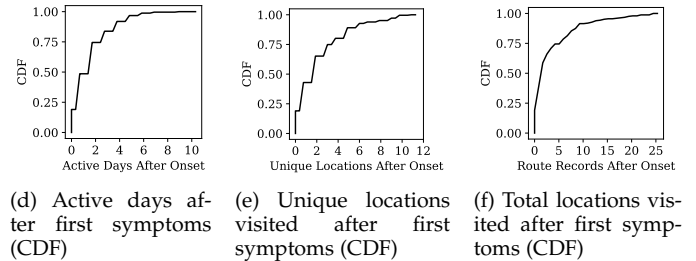 1.00
0.75
0.50
0.25
0.00
CDF
0 2 4 6 8 10
Active Days After Onset
1.00
0.75
0.50
0.25
0.00
CDF
0 2 4 6 8 10 12
Unique Locations After Onset
1.00
0.75
0.50
0.25
0.00
CDF
0 5 10 15 20 25
Route Records After Onset
(d) Active days af-
ter first symptoms
(CDF)
(e) Unique locations
visited after first
symptoms (CDF)
(f) Total locations vis-
ited after first symp-
toms (CDF)